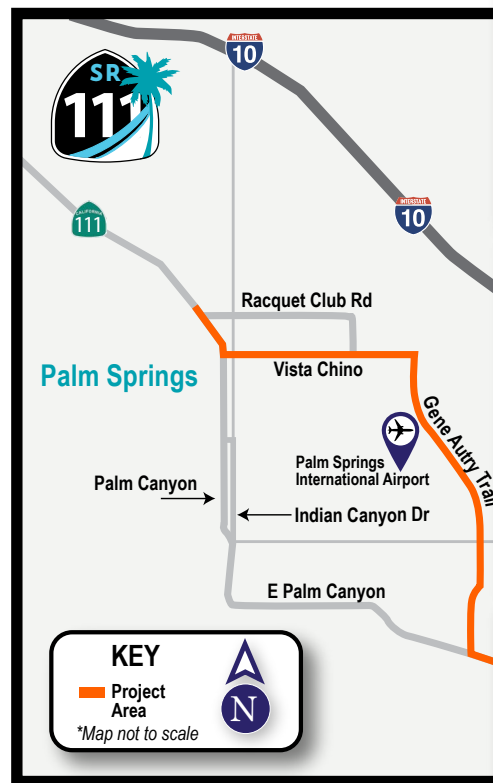 INTERSTATE
10
SR
111
INTERSTATE
10
CALIFORNIA
111
Racquet Club Rd
Vista Chino
Palm Springs
Gene Autry Trail
Palm Springs
International Airport
Palm Canyon
Indian Canyon Dr
E Palm Canyon
KEY
Project
Area
*Map not to scale
N